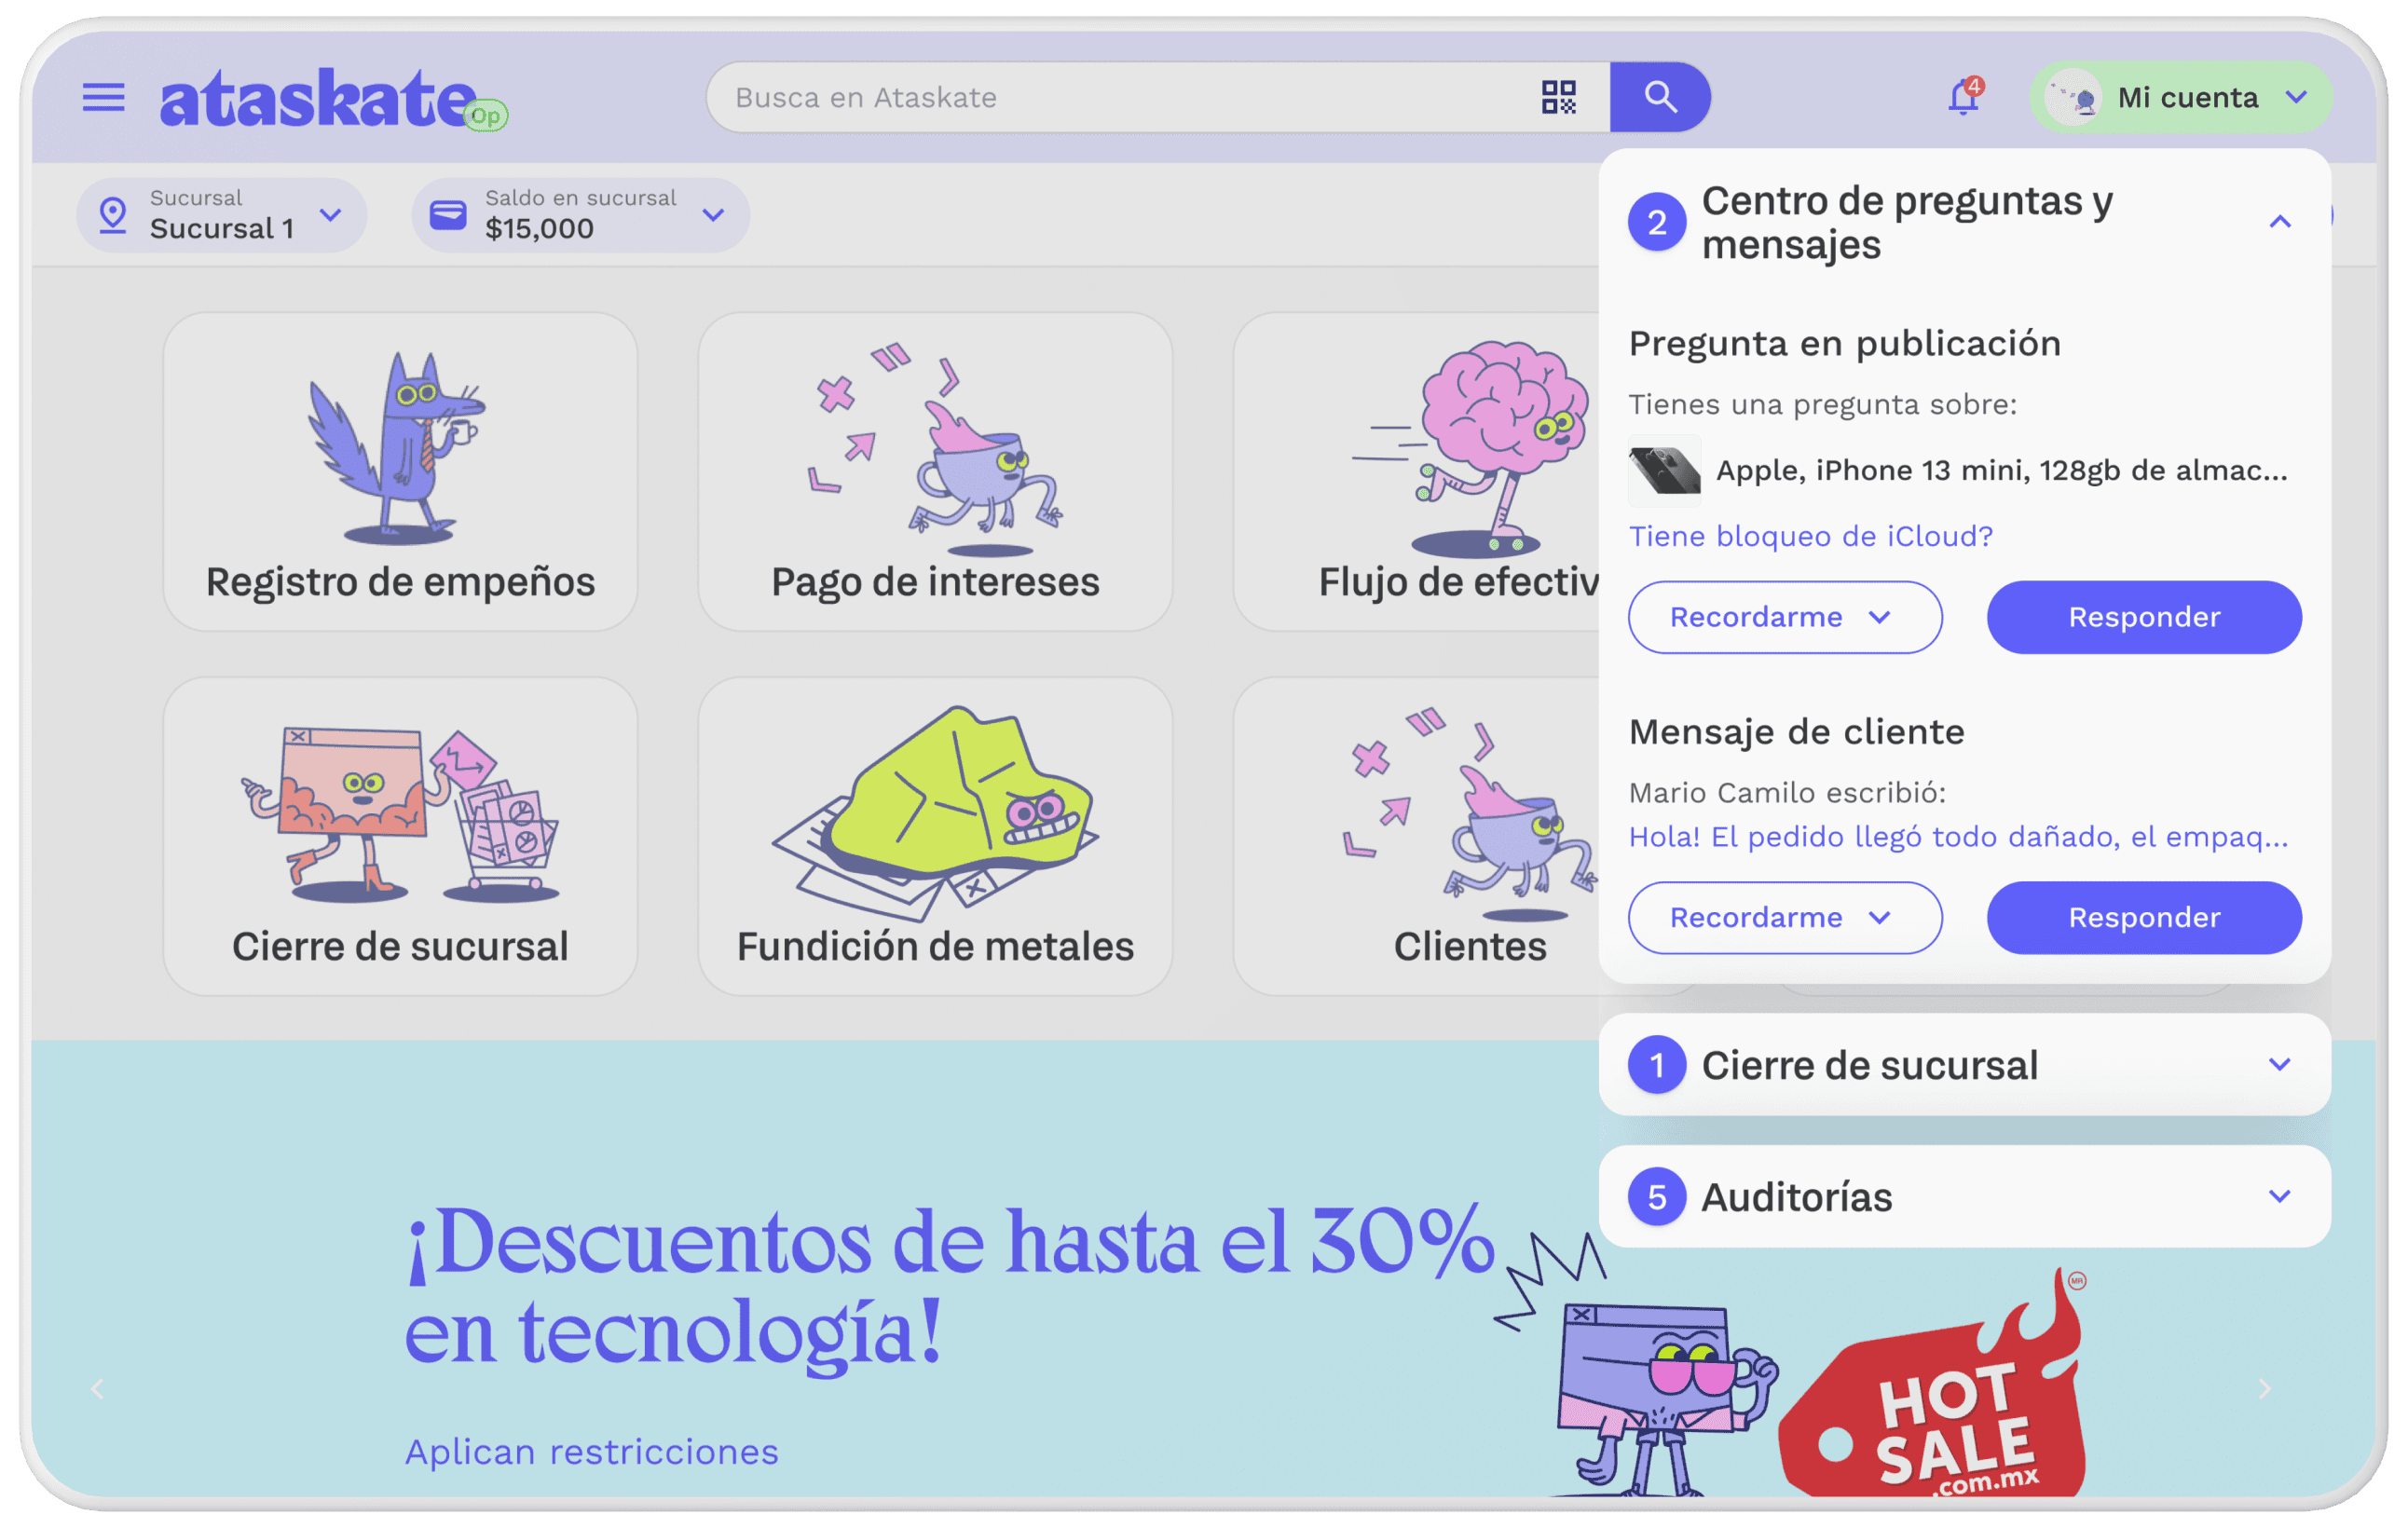 ataskate
Op
Busca en Ataskate
4
Mi cuenta
Sucursal
Sucursal 1
Saldo en sucursal
$15,000
2
Centro de preguntas y
mensajes
Pregunta en publicación
Tienes una pregunta sobre:
Apple, iPhone 13 mini, 128gb de almac...
Tiene bloqueo de iCloud?
Recordarme
Responder
Mensaje de cliente
Mario Camilo escribió:
Hola! El pedido llegó todo dañado, el empaq...
Recordarme
Responder
1
Cierre de sucursal
5
Auditorías
Registro de empeños
Pago de intereses
Flujo de efectiv
Cierre de sucursal
Fundición de metales
Clientes
¡Descuentos de hasta el 30%
en tecnología!
Aplican restricciones
MR
HOT
SALE
.com.mx